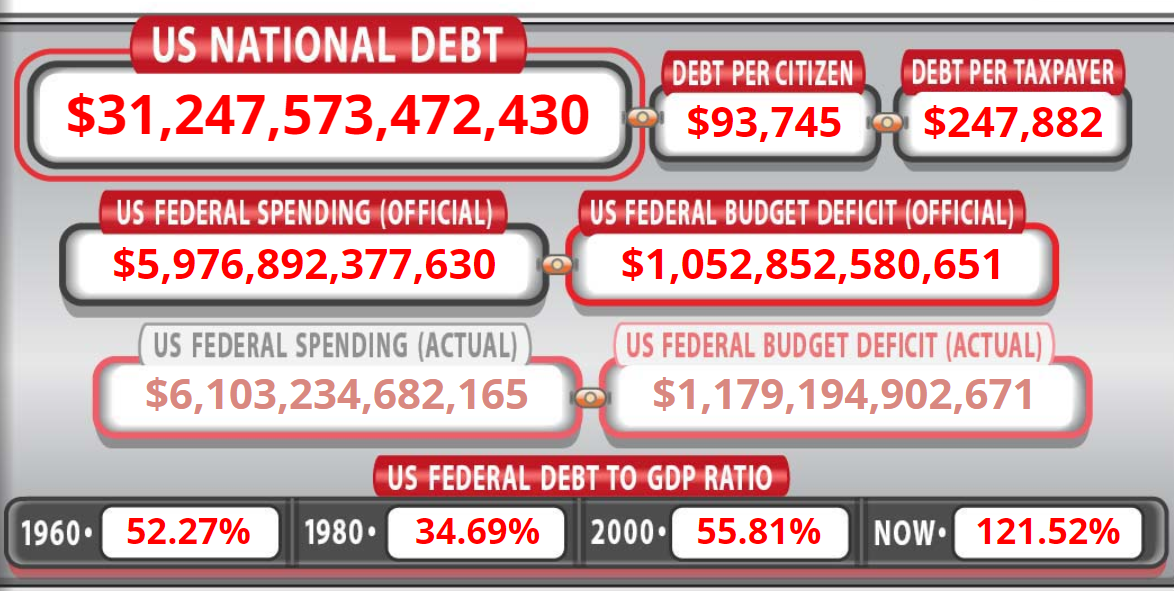 US NATIONAL DEBT
$31,247,573,472,430
DEBT PER CITIZEN
$93,745
DEBT PER TAXPAYER
$247,882
US FEDERAL SPENDING (OFFICIAL)
$5,976,892,377,630
US FEDERAL BUDGET DEFICIT (OFFICIAL)
$1,052,852,580,651
US FEDERAL SPENDING (ACTUAL)
$6,103,234,682,165
US FEDERAL BUDGET DEFICIT (ACTUAL)
$1,179,194,902,671
US FEDERAL DEBT TO GDP RATIO
1960• 52.27% 1980• 34.69% 2000• 55.81% NOW• 121.52%